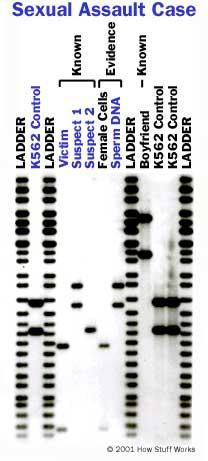 Sexual Assault Case
Known
Evidence
Known
LADDER
K562 Control
LADDER
Victim
Suspect 1
Suspect 2
Female Cells
Sperm DNA
LADDER
Boyfriend
K562 Control
K562 Control
LADDER
© 2001 How Stuff Works